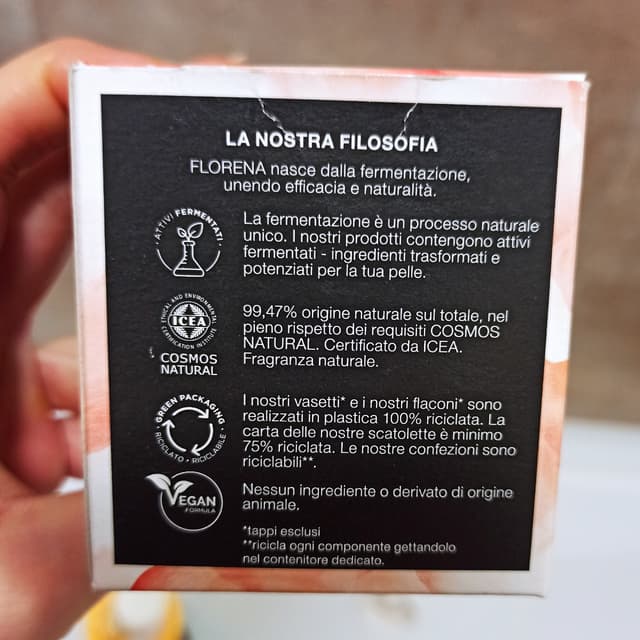 LA NOSTRA FILOSOFIA
FLORENA nasce dalla fermentazione,
unendo efficacia e naturalità.
· ATTIVI FERMENTATI ·
La fermentazione è un processo naturale
unico. I nostri prodotti contengono attivi
fermentati - ingredienti trasformati e
potenziati per la tua pelle.
ETHICAL AND ENVIRONMENTAL
CERTIFICATION INSTITUTE
ICEA
COSMOS
NATURAL
99,47% origine naturale sul totale, nel
pieno rispetto dei requisiti COSMOS
NATURAL. Certificato da ICEA.
Fragranza naturale.
· GREEN PACKAGING ·
RICICLATO · RICICLABILE
I nostri vasetti* e i nostri flaconi* sono
realizzati in plastica 100% riciclata. La
carta delle nostre scatolette è minimo
75% riciclata. Le nostre confezioni sono
riciclabili**.
VEGAN
FORMULA
Nessun ingrediente o derivato di origine
animale.
*tappi esclusi
**ricicla ogni componente gettandolo
nel contenitore dedicato.